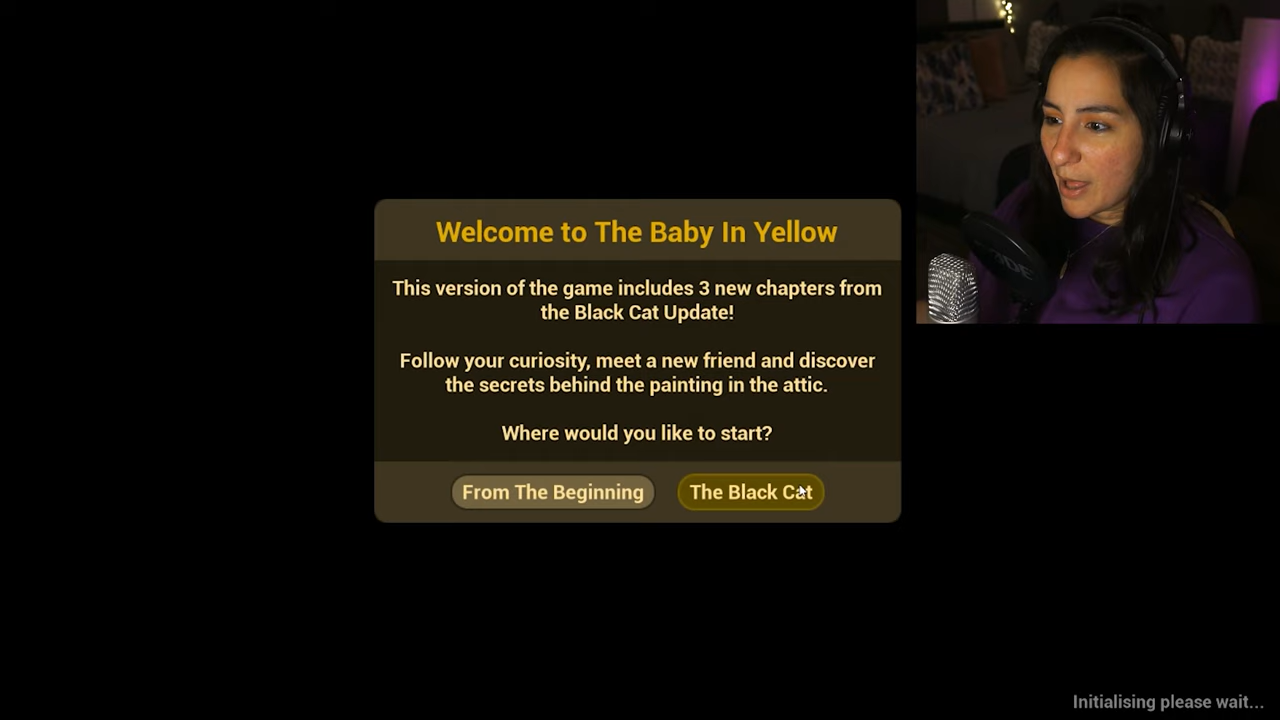 Welcome to The Baby In Yellow
This version of the game includes 3 new chapters from
the Black Cat Update!
Follow your curiosity, meet a new friend and discover
the secrets behind the painting in the attic.
Where would you like to start?
From The Beginning
The Black Cat
Initialising please wait...